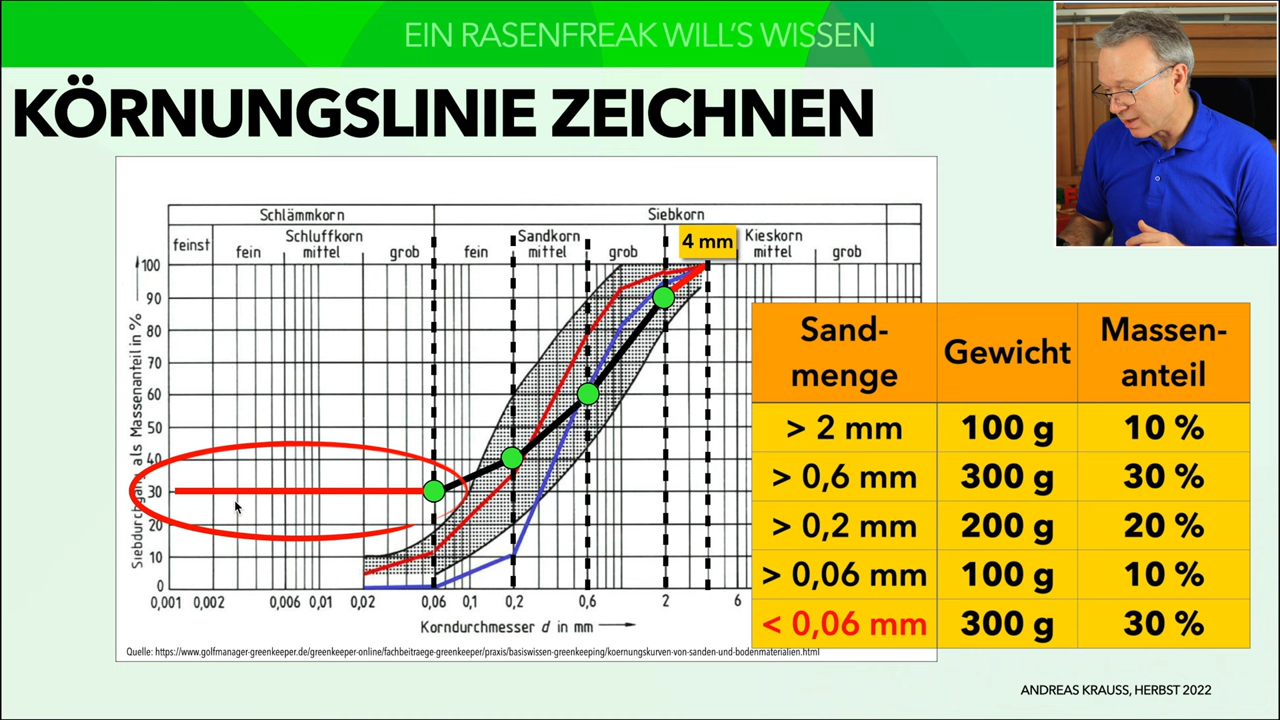 EIN RASENFREAK WILL'S WISSEN
KÖRNUNGSLINIE ZEICHNEN
Schlämmkorn
Siebkorn
feinst
Schluffkorn
fein
mittel
grob
Sandkorn
fein
mittel
grob
4 mm
Kieskorn
mittel
grob
Siebdurchgang als Massenanteil in %
100
90
80
70
60
50
40
30
20
10
0
0,001 0,002 0,006 0,01 0,02 0,06 0,1 0,2 0,6 2 6
Korndurchmesser d in mm
Quelle: https://www.golfmanager-greenkeeper.de/greenkeeper-online/fachbeitraege-greenkeeper/praxis/basiswissen-greenkeeping/koernungskurven-von-sanden-und-bodenmaterialien.html
Sand-
menge
Gewicht
Massen-
anteil
> 2 mm 100 g 10 %
> 0,6 mm 300 g 30 %
> 0,2 mm 200 g 20 %
> 0,06 mm 100 g 10 %
< 0,06 mm 300 g 30 %
ANDREAS KRAUSS, HERBST 2022